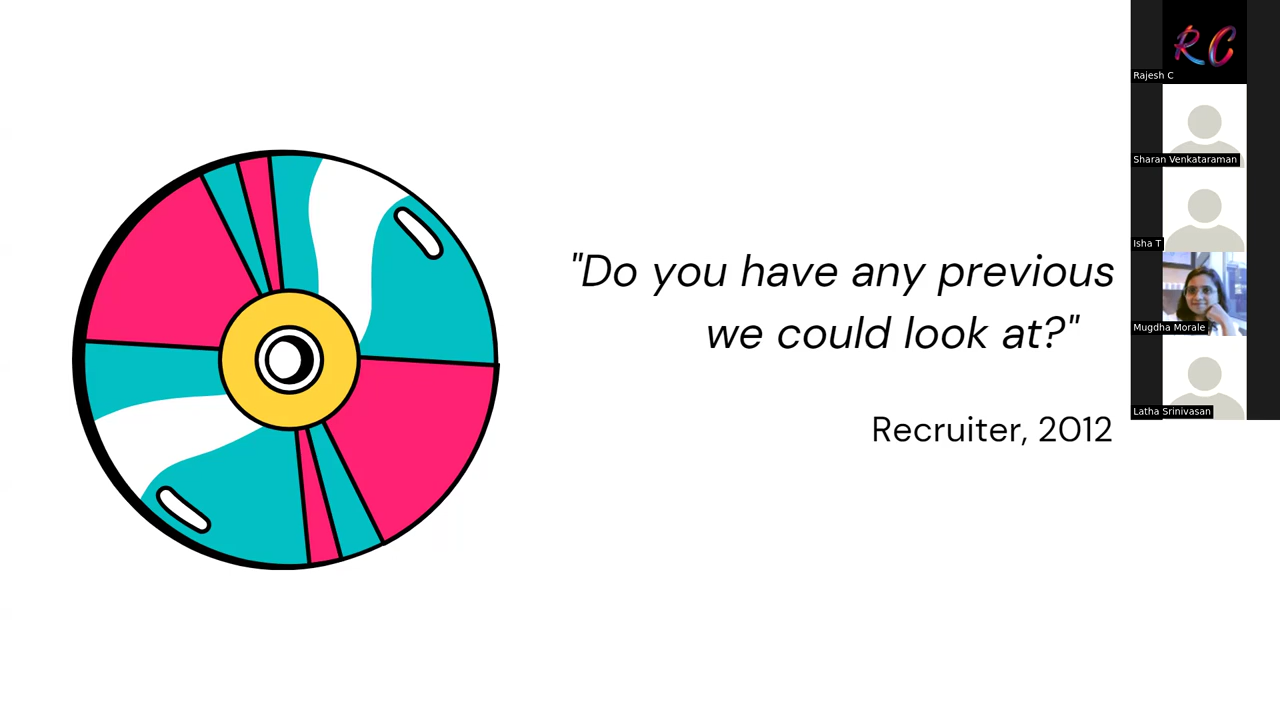 "Do you have any previous
we could look at?"
Recruiter, 2012
RC
Rajesh C
Sharan Venkataraman
Isha T
Mugdha Morale
Latha Srinivasan